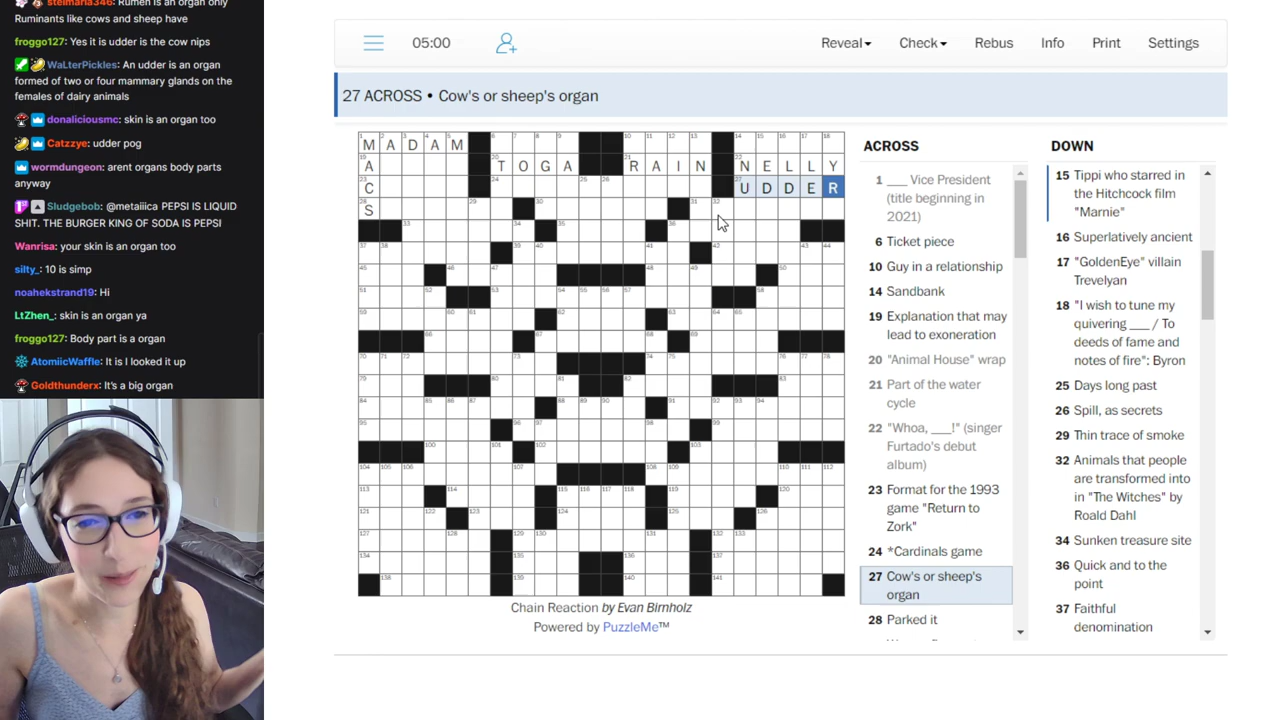 stelmaria346: Rumen is an organ only
Ruminants like cows and sheep have
froggo127: Yes it is udder is the cow nips
WaLterPickles: An udder is an organ
formed of two or four mammary glands on the
females of dairy animals
donaliciousmc: skin is an organ too
Catzzye: udder pog
wormdungeon: arent organs body parts
anyway
Sludgebob: @metaiiica PEPSI IS LIQUID
SHIT. THE BURGER KING OF SODA IS PEPSI
Wanrisa: your skin is an organ too
silty_: 10 is simp
noahekstrand19: Hi
LtZhen_: skin is an organ ya
froggo127: Body part is a organ
AtomiicWaffle: It is I looked it up
Goldthunderx: It's a big organ
05:00
Reveal
Check
Rebus
Info
Print
Settings
27 ACROSS • Cow's or sheep's organ
M A D A M
A T O G A R A I N N E L L Y
C U D D E R
S
Chain Reaction by Evan Birnholz
Powered by PuzzleMe™
ACROSS
1 ___ Vice President
(title beginning in
2021)
6 Ticket piece
10 Guy in a relationship
14 Sandbank
19 Explanation that may
lead to exoneration
20 "Animal House" wrap
21 Part of the water
cycle
22 "Whoa, ___!" (singer
Furtado's debut
album)
23 Format for the 1993
game "Return to
Zork"
24 *Cardinals game
27 Cow's or sheep's
organ
28 Parked it
DOWN
15 Tippi who starred in
the Hitchcock film
"Marnie"
16 Superlatively ancient
17 "GoldenEye" villain
Trevelyan
18 "I wish to tune my
quivering ___ / To
deeds of fame and
notes of fire": Byron
25 Days long past
26 Spill, as secrets
29 Thin trace of smoke
32 Animals that people
are transformed into
in "The Witches" by
Roald Dahl
34 Sunken treasure site
36 Quick and to the
point
37 Faithful
denomination